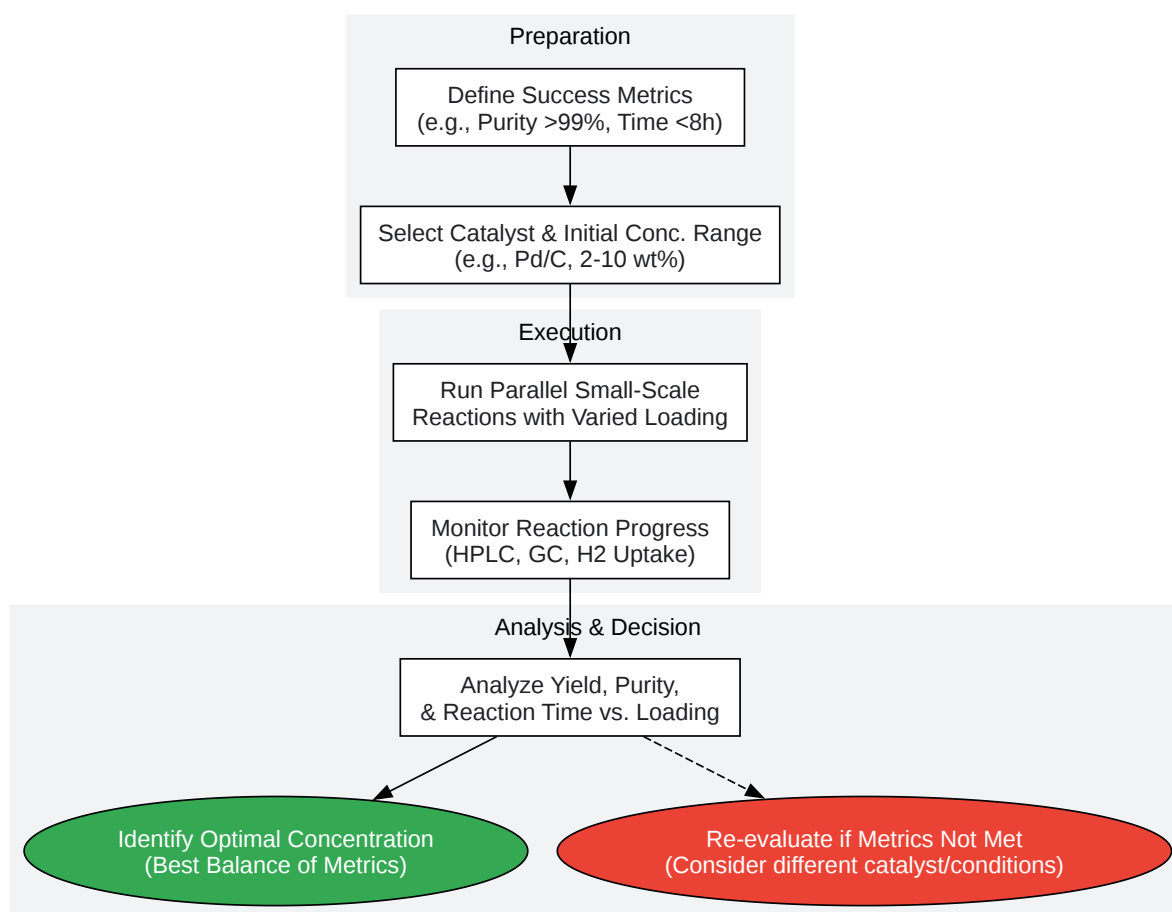 Preparation
Define Success Metrics
(e.g., Purity >99%, Time <8h)
Select Catalyst & Initial Conc. Range
(e.g., Pd/C, 2-10 wt%)
Execution
Run Parallel Small-Scale
Reactions with Varied Loading
Monitor Reaction Progress
(HPLC, GC, H2 Uptake)
Analysis & Decision
Analyze Yield, Purity,
& Reaction Time vs. Loading
Identify Optimal Concentration
(Best Balance of Metrics)
Re-evaluate if Metrics Not Met
(Consider different catalyst/conditions)